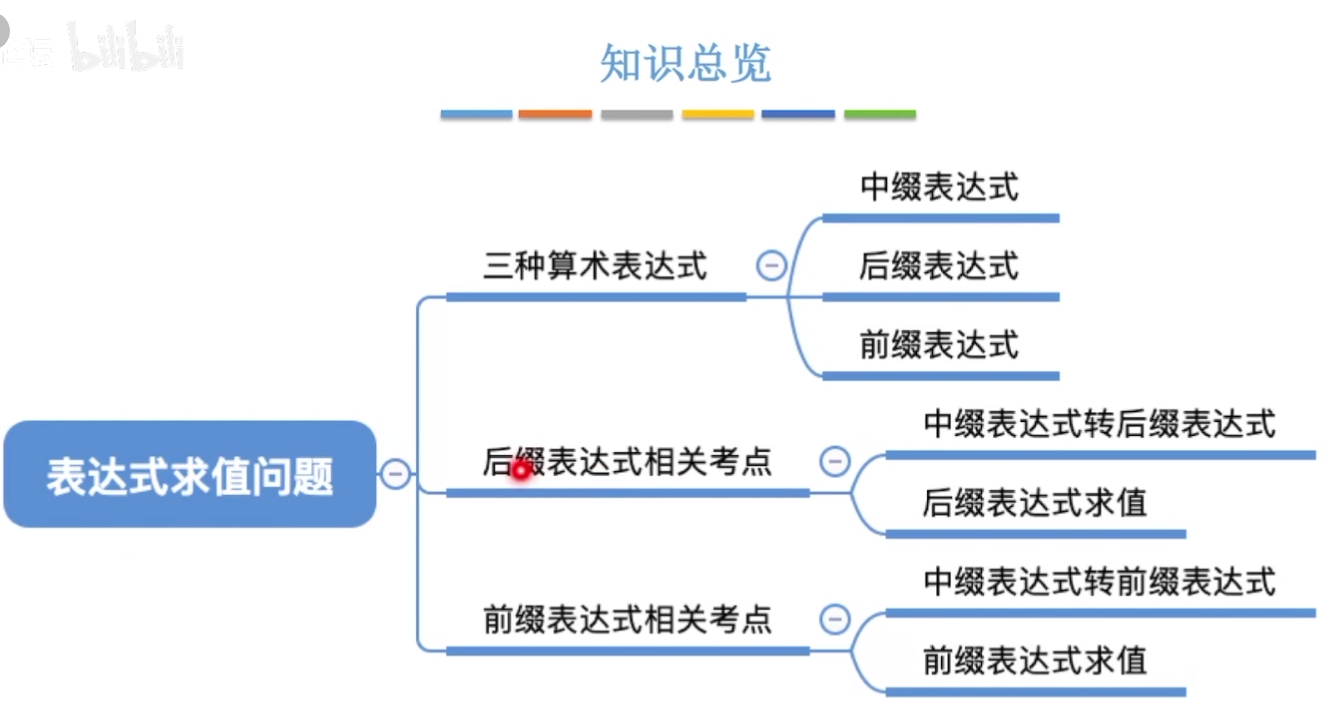 bilibili
知识总览
中缀表达式
三种算术表达式
后缀表达式
前缀表达式
表达式求值问题
后缀表达式相关考点
中缀表达式转后缀表达式
后缀表达式求值
前缀表达式相关考点
中缀表达式转前缀表达式
前缀表达式求值